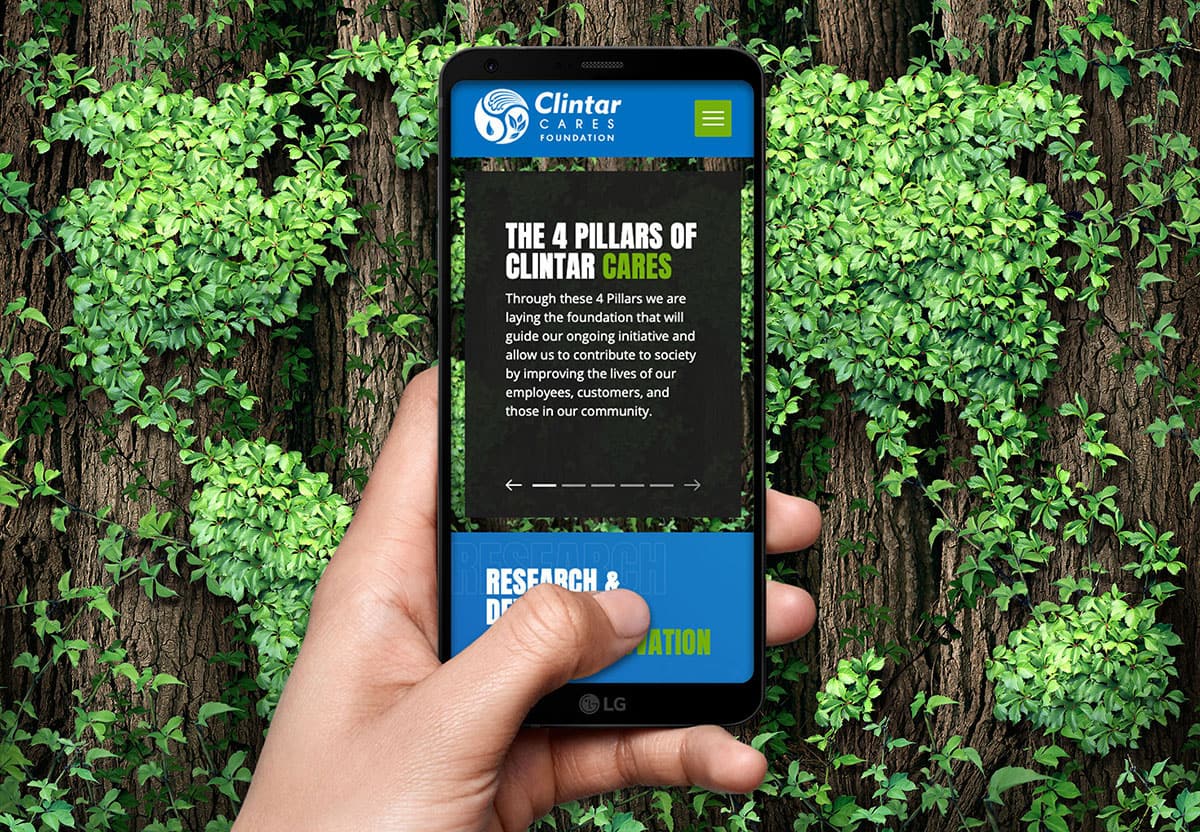 Clintar
CARES
FOUNDATION
THE 4 PILLARS OF
CLINTAR CARES
Through these 4 Pillars we are
laying the foundation that will
guide our ongoing initiative and
allow us to contribute to society
by improving the lives of our
employees, customers, and
those in our community.
RESEARCH
RESEARCH &
LG